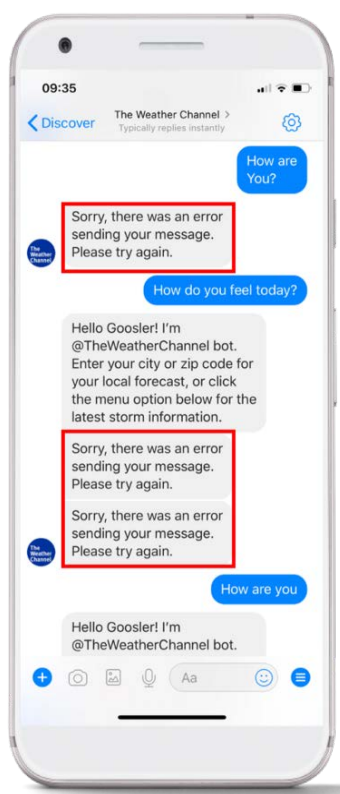 09:35
Discover
The Weather Channel >
Typically replies instantly
How are
You?
Sorry, there was an error
sending your message.
Please try again.
The
Weather
Channel
How do you feel today?
Hello Goosler! I'm
@TheWeatherChannel bot.
Enter your city or zip code for
your local forecast, or click
the menu option below for the
latest storm information.
Sorry, there was an error
sending your message.
Please try again.
Sorry, there was an error
sending your message.
Please try again.
The
Weather
Channel
How are you
Hello Goosler! I'm
@TheWeatherChannel bot.
Aa